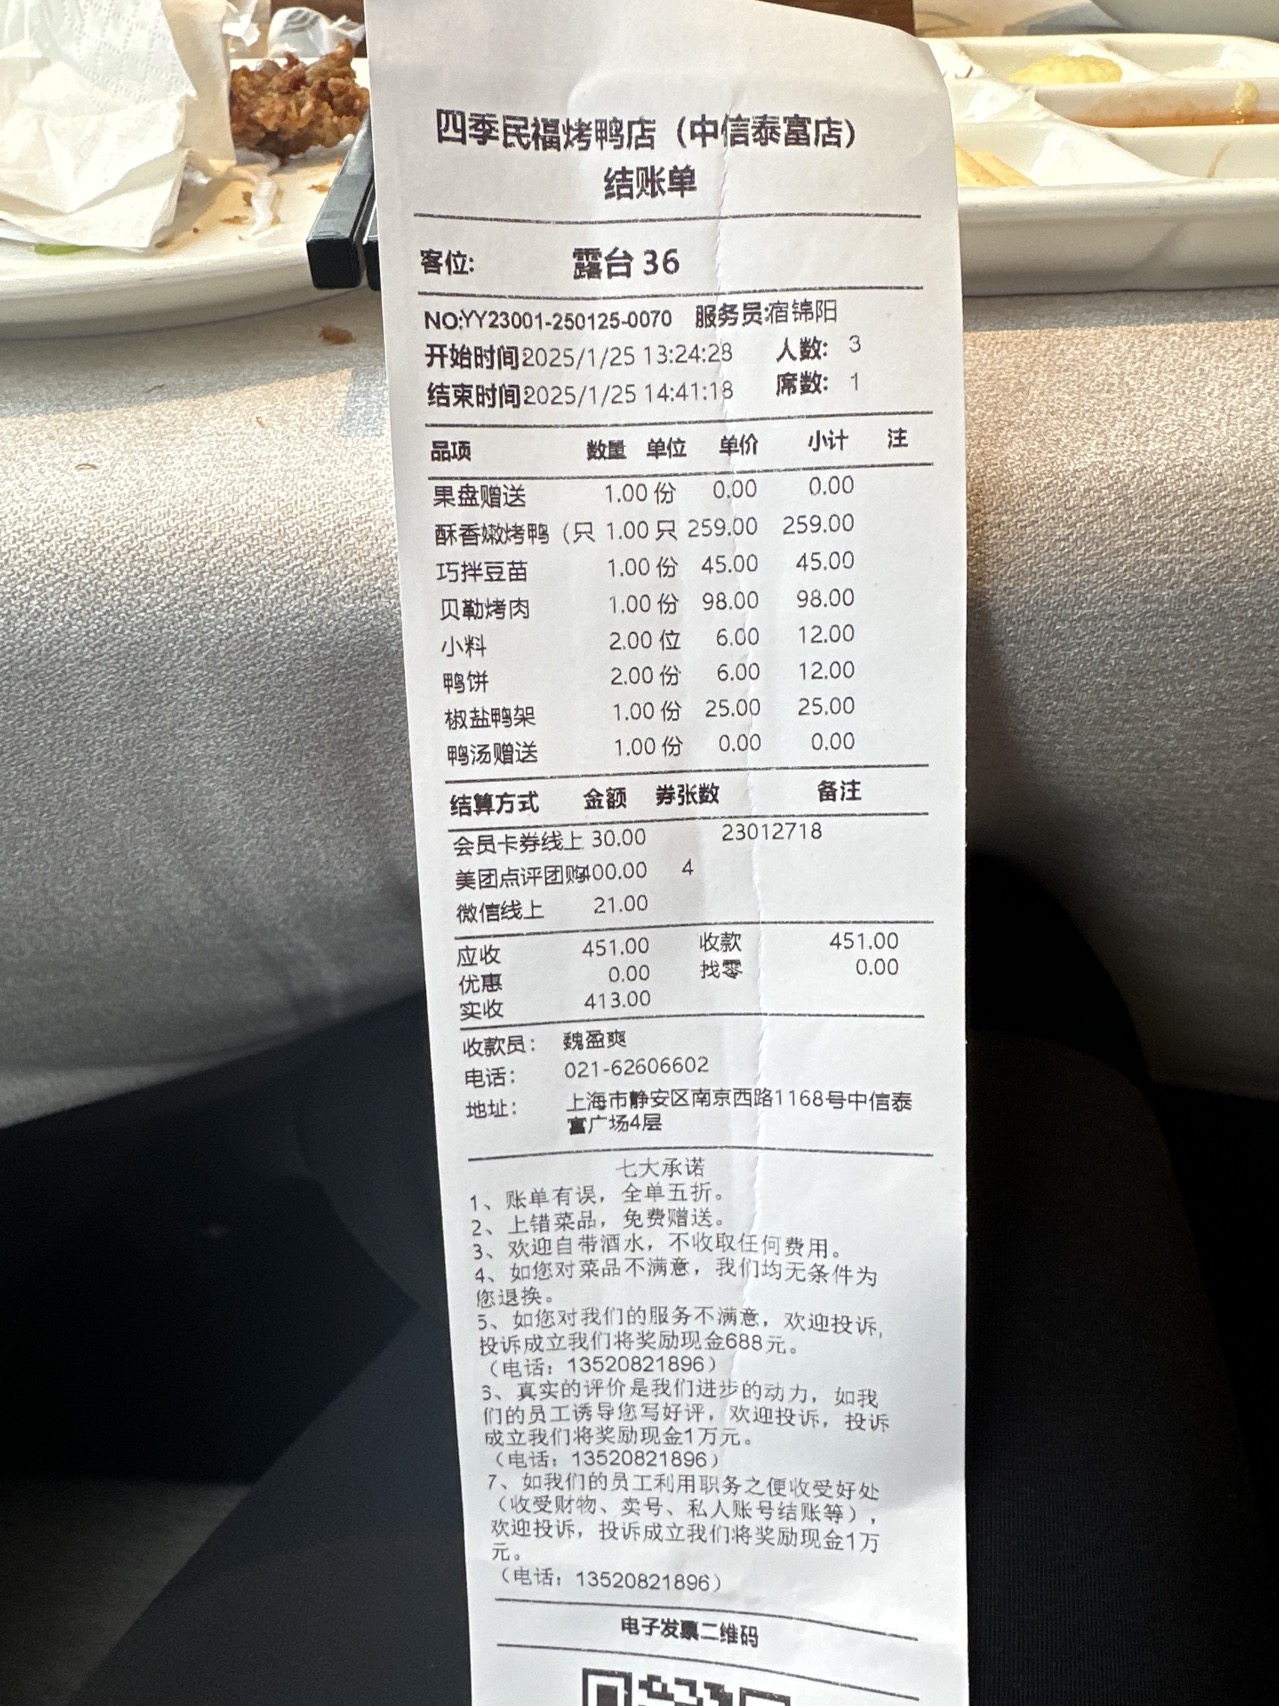 四季民福烤鸭店（中信泰富店）
结账单
客位: 露台 36
NO:YY23001-250125-0070 服务员:宿锦阳
开始时间2025/1/25 13:24:28 人数: 3
结束时间2025/1/25 14:41:18 席数: 1
品项 数量 单位 单价 小计 注
果盘赠送 1.00 份 0.00 0.00
酥香嫩烤鸭（只 1.00 只 259.00 259.00
巧拌豆苗 1.00 份 45.00 45.00
贝勒烤肉 1.00 份 98.00 98.00
小料 2.00 位 6.00 12.00
鸭饼 2.00 份 6.00 12.00
椒盐鸭架 1.00 份 25.00 25.00
鸭汤赠送 1.00 份 0.00 0.00
结算方式 金额 券张数 备注
会员卡券线上 30.00 23012718
美团点评团购400.00 4
微信线上 21.00
应收 451.00 收款 451.00
优惠 0.00 找零 0.00
实收 413.00
收款员： 魏盈爽
电话： 021-62606602
地址： 上海市静安区南京西路1168号中信泰
富广场4层
七大承诺
1、账单有误，全单五折。
2、上错菜品，免费赠送。
3、欢迎自带酒水，不收取任何费用。
4、如您对菜品不满意，我们均无条件为
您退换。
5、如您对我们的服务不满意，欢迎投诉，
投诉成立我们将奖励现金688元。
（电话：13520821896）
6、真实的评价是我们进步的动力，如我
们的员工诱导您写好评，欢迎投诉，投诉
成立我们将奖励现金1万元。
（电话：13520821896）
7、如我们的员工利用职务之便收受好处
（收受财物、卖号、私人账号结账等），
欢迎投诉，投诉成立我们将奖励现金1万
元。
（电话：13520821896）
电子发票二维码